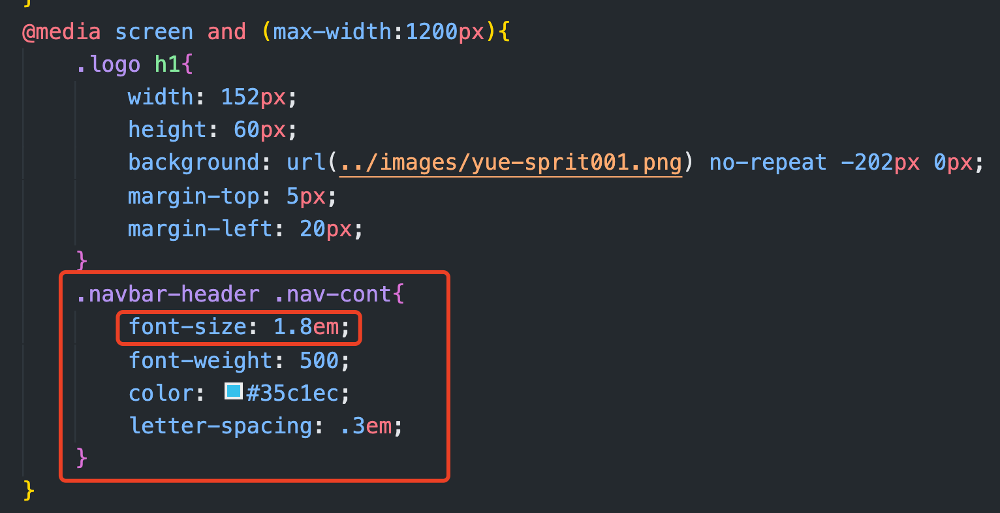 }
@media screen and (max-width:1200px){
.logo h1{
width: 152px;
height: 60px;
background: url(../images/yue-sprit001.png) no-repeat -202px 0px;
margin-top: 5px;
margin-left: 20px;
}
.navbar-header .nav-cont{
font-size: 1.8em;
font-weight: 500;
color: #35c1ec;
letter-spacing: .3em;
}
}